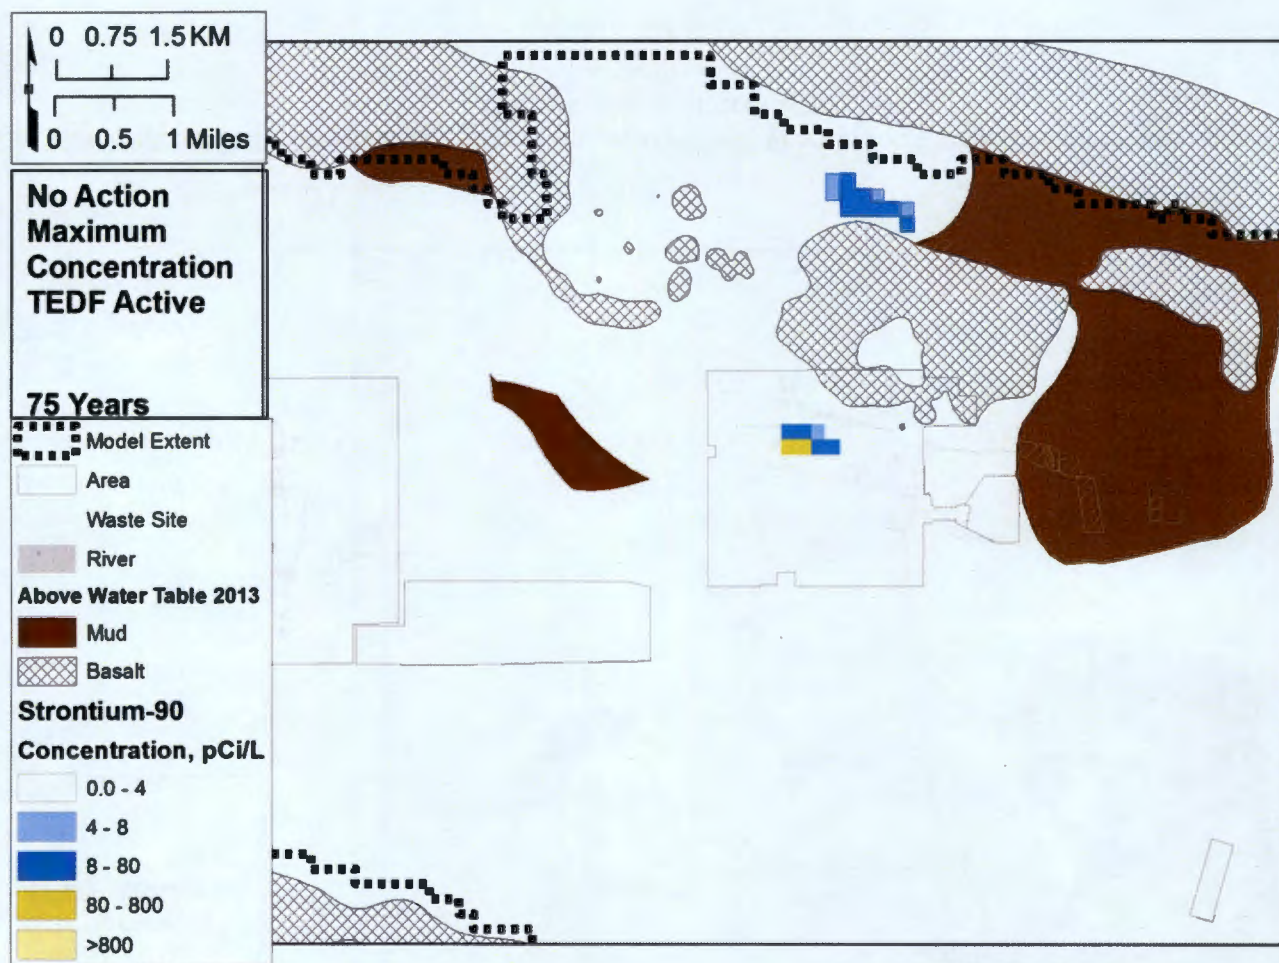 0 0.75 1.5 KM
0 0.5 1 Miles
No Action
Maximum
Concentration
TEDF Active
75 Years
Model Extent
Area
Waste Site
River
Above Water Table 2013
Mud
Basalt
Strontium-90
Concentration, pCi/L
0.0 - 4
4 - 8
8 - 80
80 - 800
>800